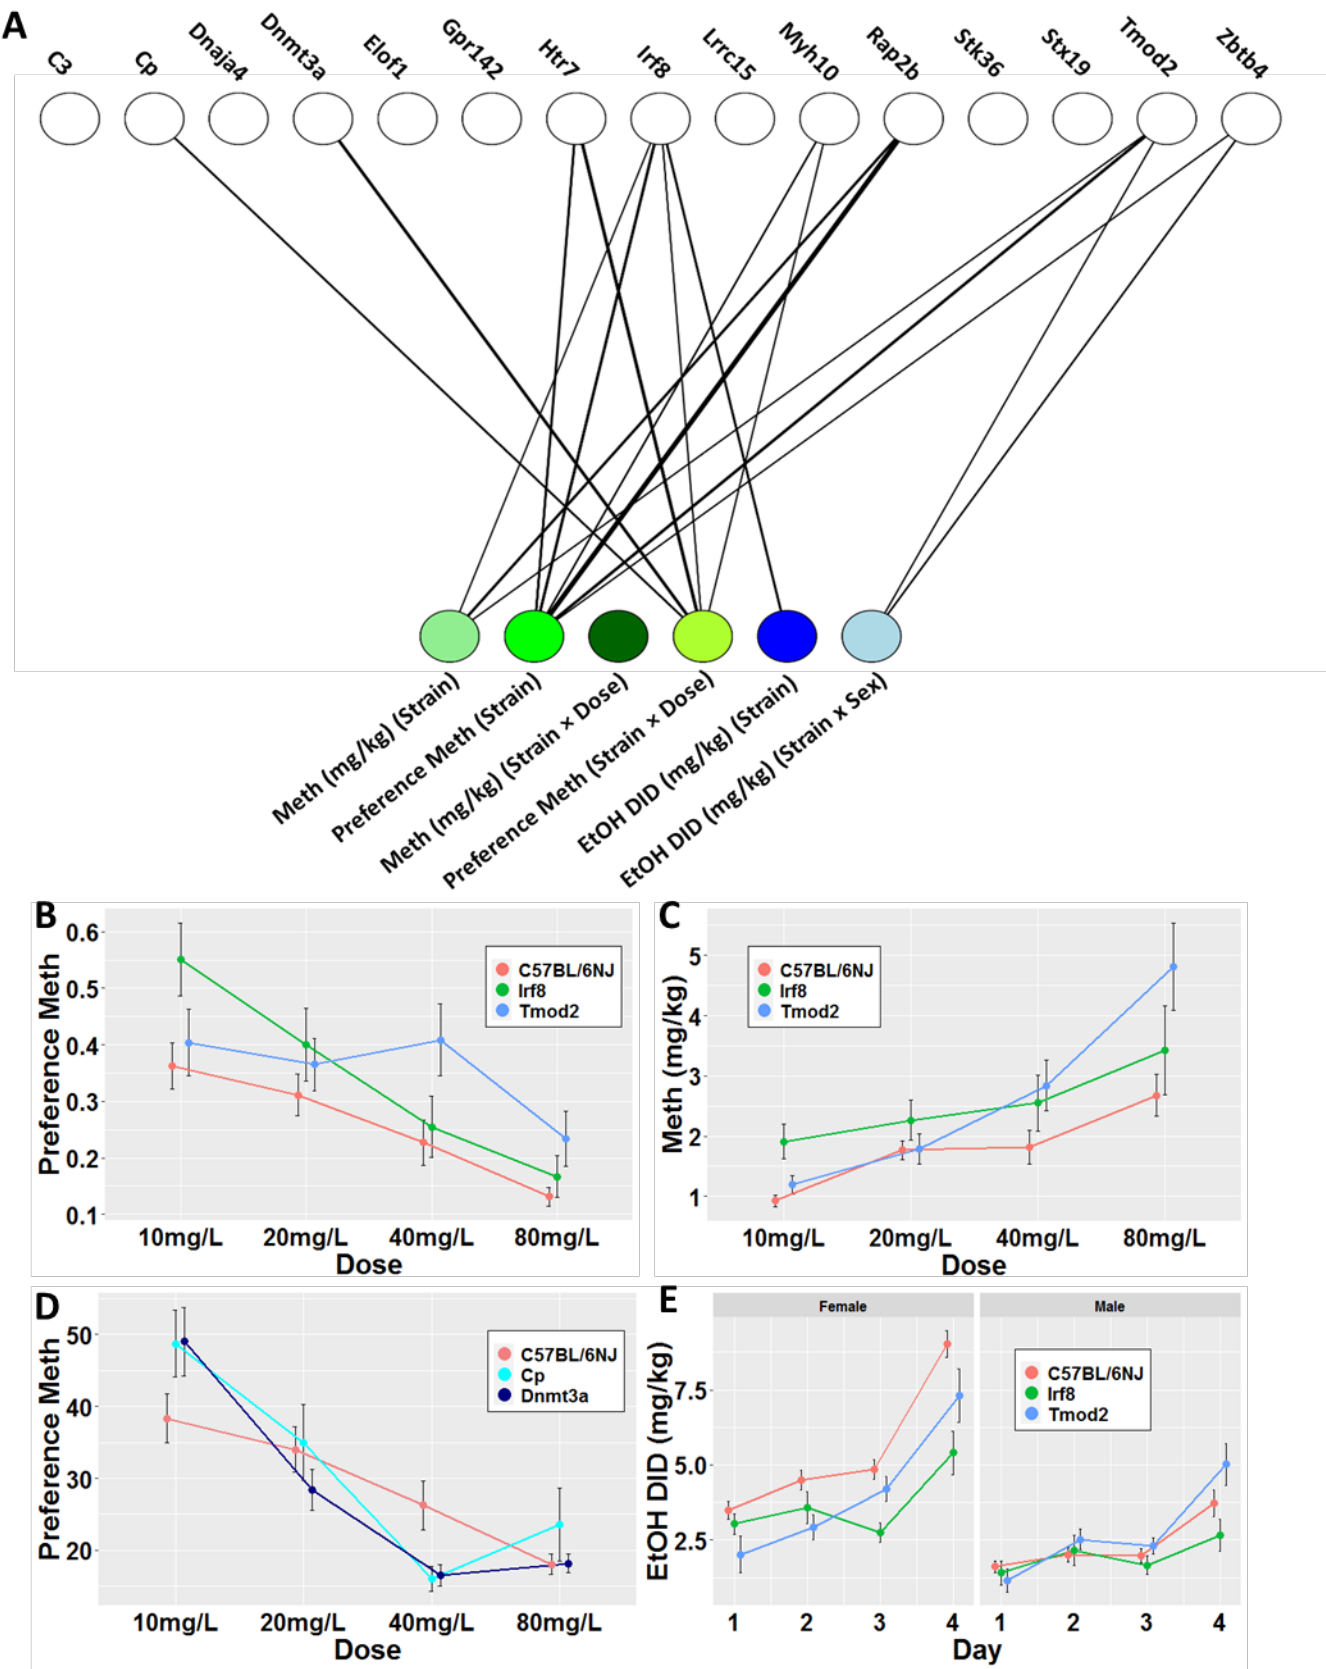 A
C3
Cp
Dnaja4
Dnmt3a
Elof1
Gpr142
Htr7
Irf8
Lrrc15
Myh10
Rap2b
Stk36
Stx19
Tmod2
Zbtb4
Meth (mg/kg) (Strain)
Preference Meth (Strain)
Meth (mg/kg) (Strain × Dose)
Preference Meth (Strain × Dose)
EtOH DID (mg/kg) (Strain)
EtOH DID (mg/kg) (Strain x Sex)
B
Preference Meth
0.6
0.5
0.4
0.3
0.2
0.1
C57BL/6NJ
Irf8
Tmod2
10mg/L 20mg/L 40mg/L 80mg/L
Dose
C
Meth (mg/kg)
5
4
3
2
1
C57BL/6NJ
Irf8
Tmod2
10mg/L 20mg/L 40mg/L 80mg/L
Dose
D
Preference Meth
50
40
30
20
C57BL/6NJ
Cp
Dnmt3a
10mg/L 20mg/L 40mg/L 80mg/L
Dose
E
Female Male
EtOH DID (mg/kg)
7.5
5.0
2.5
C57BL/6NJ
Irf8
Tmod2
1 2 3 4 1 2 3 4
Day